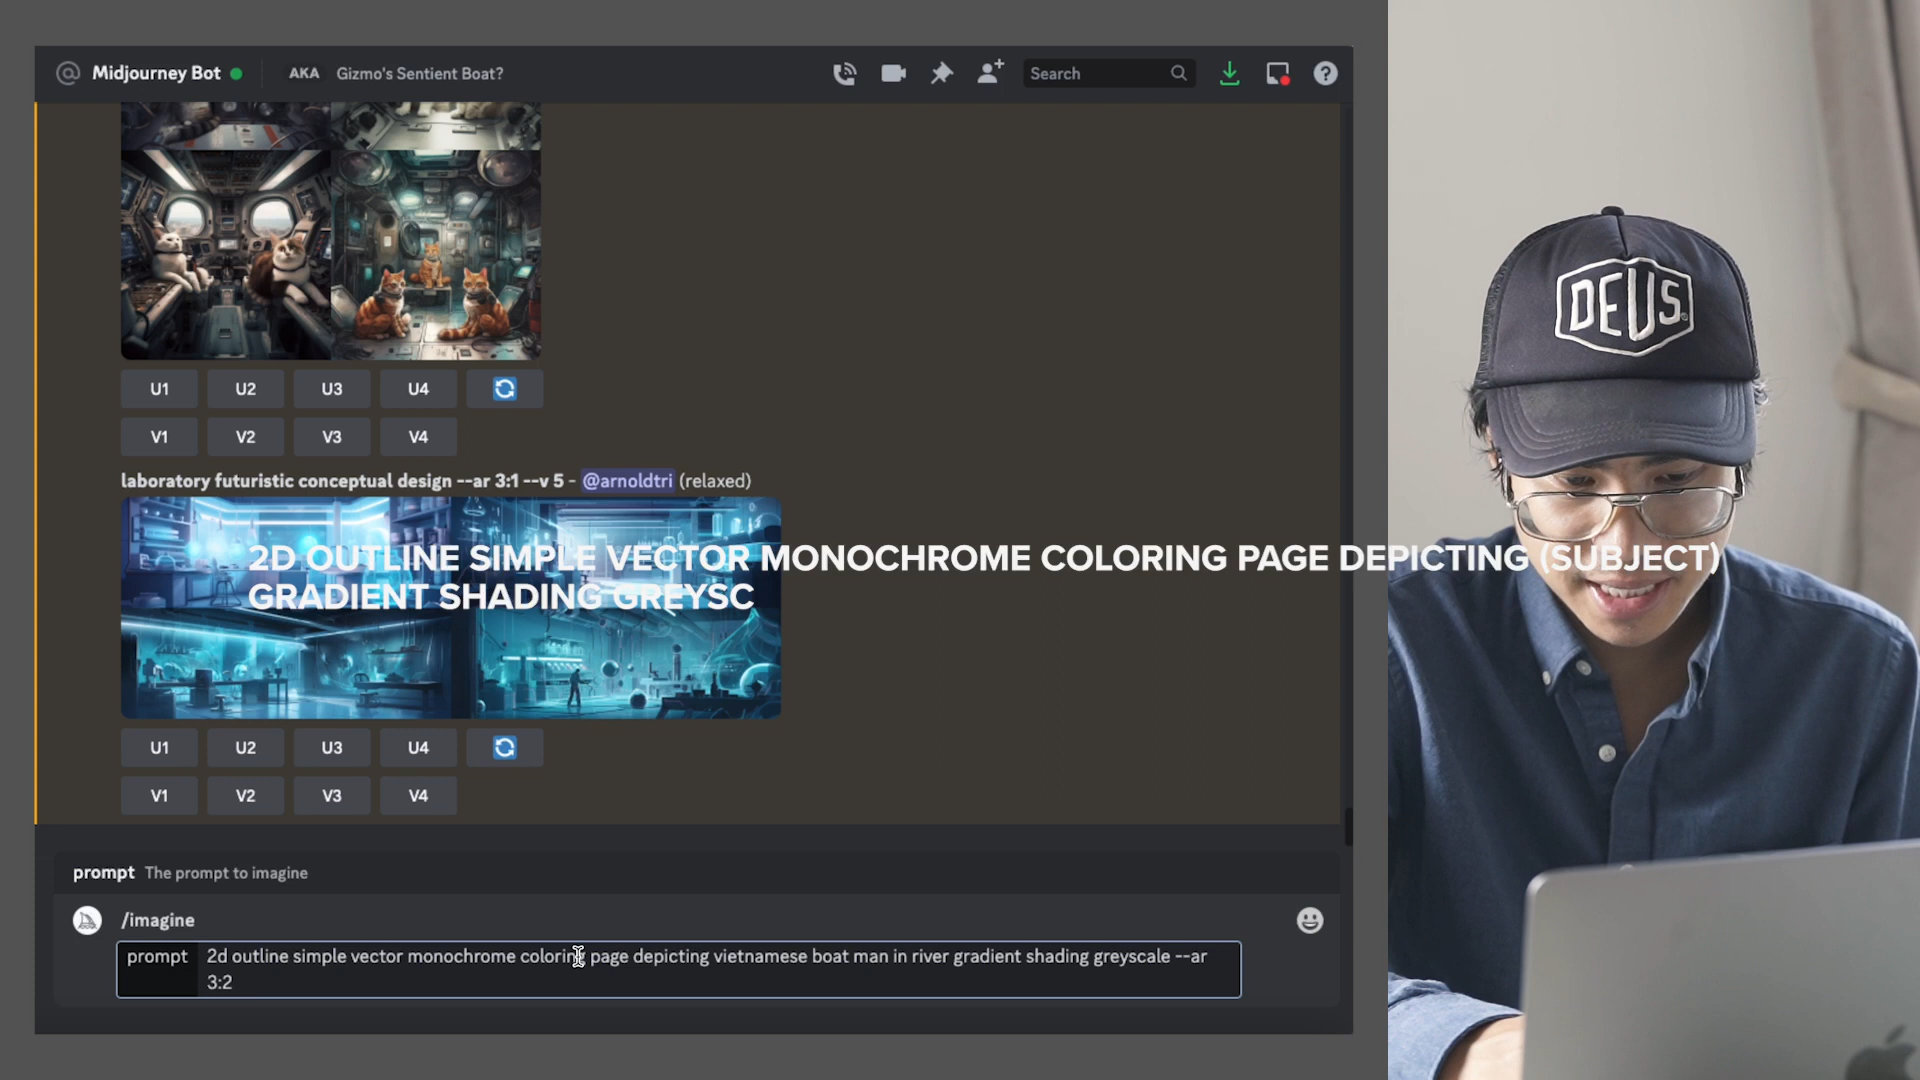 Midjourney Bot AKA Gizmo's Sentient Boat? Search
DEUS
U1 U2 U3 U4
V1 V2 V3 V4
laboratory futuristic conceptual design --ar 3:1 --v 5 - @arnoldtri (relaxed)
2D OUTLINE SIMPLE VECTOR MONOCHROME COLORING PAGE DEPICTING (SUBJECT)
GRADIENT SHADING GREYSC
U1 U2 U3 U4
V1 V2 V3 V4
prompt The prompt to imagine
/imagine
prompt 2d outline simple vector monochrome coloring page depicting vietnamese boat man in river gradient shading greyscale --ar
3:2